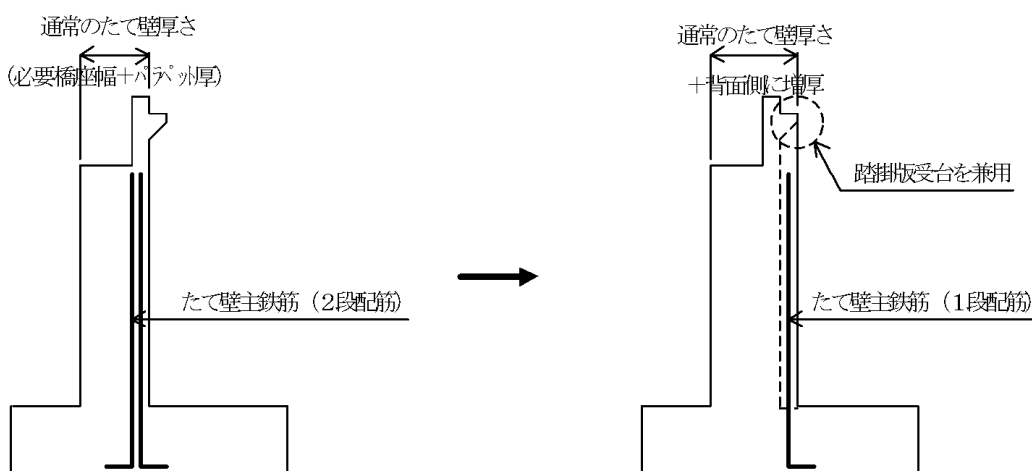 通常のたて壁厚さ
(必要橋座幅+パラペット厚)
たて壁主鉄筋(2段配筋)
通常のたて壁厚さ
+背面側に増厚
踏掛版受台を兼用
たて壁主鉄筋(1段配筋)